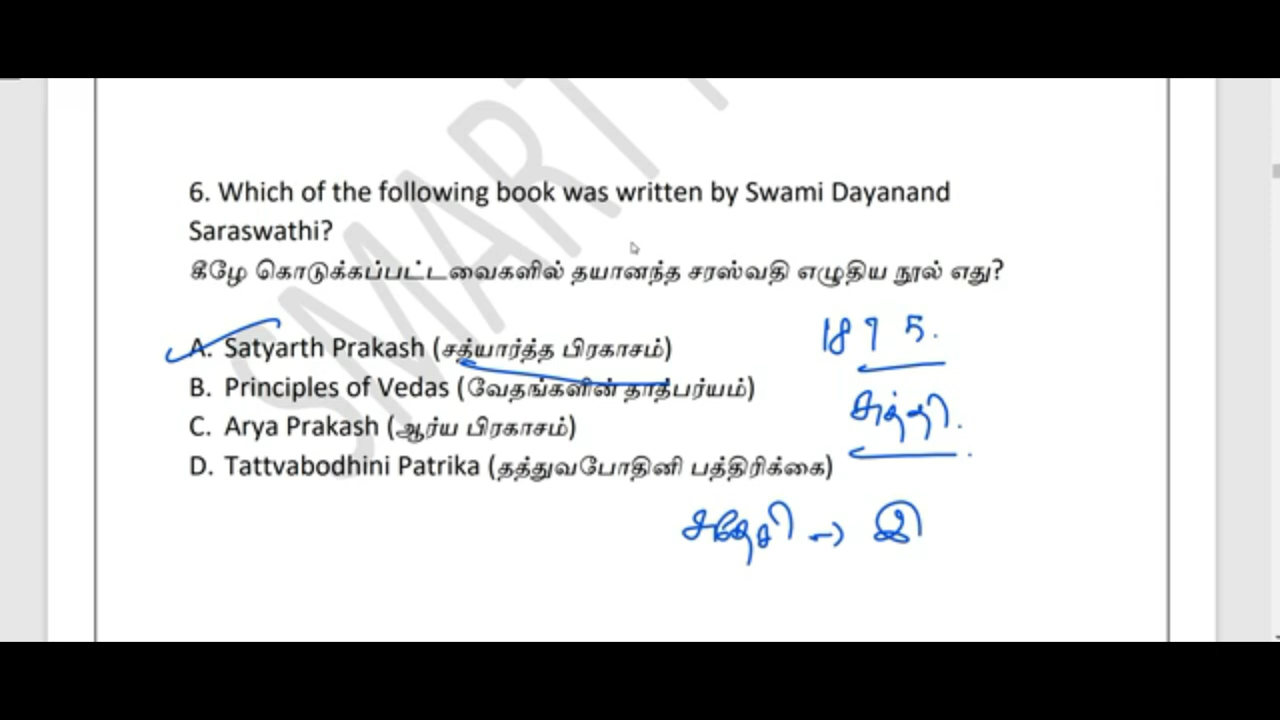 SMART
6. Which of the following book was written by Swami Dayanand
Saraswathi?
கீழே கொடுக்கப்பட்டவைகளில் தயானந்த சரஸ்வதி எழுதிய நூல் எது?
A. Satyarth Prakash (சத்யார்த்த பிரகாசம்)
1875.
B. Principles of Vedas (வேதங்களின் தாத்பர்யம்)
C. Arya Prakash (ஆர்ய பிரகாசம்)
D. Tattvabodhini Patrika (தத்துவபோதினி பத்திரிக்கை)
சுதேசி → இ